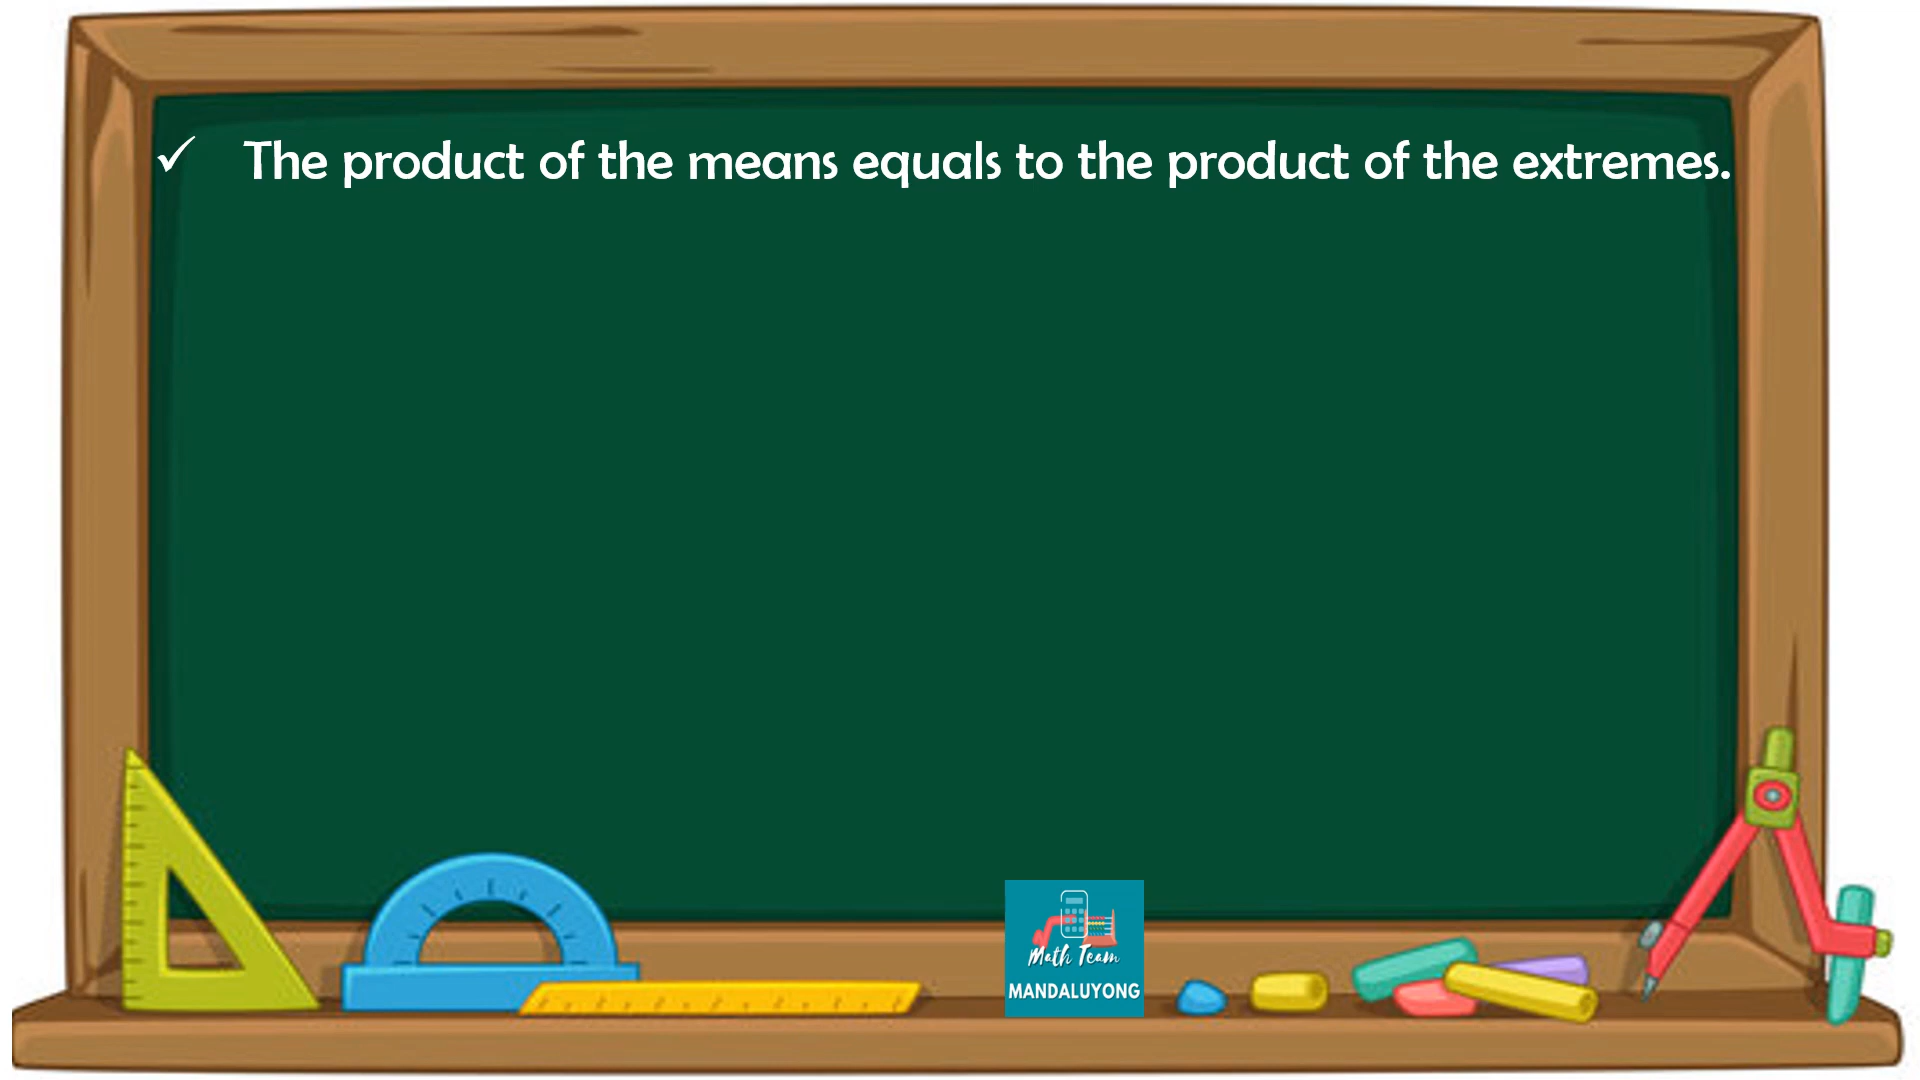 ✓ The product of the means equals to the product of the extremes.
Math Team
MANDALUYONG